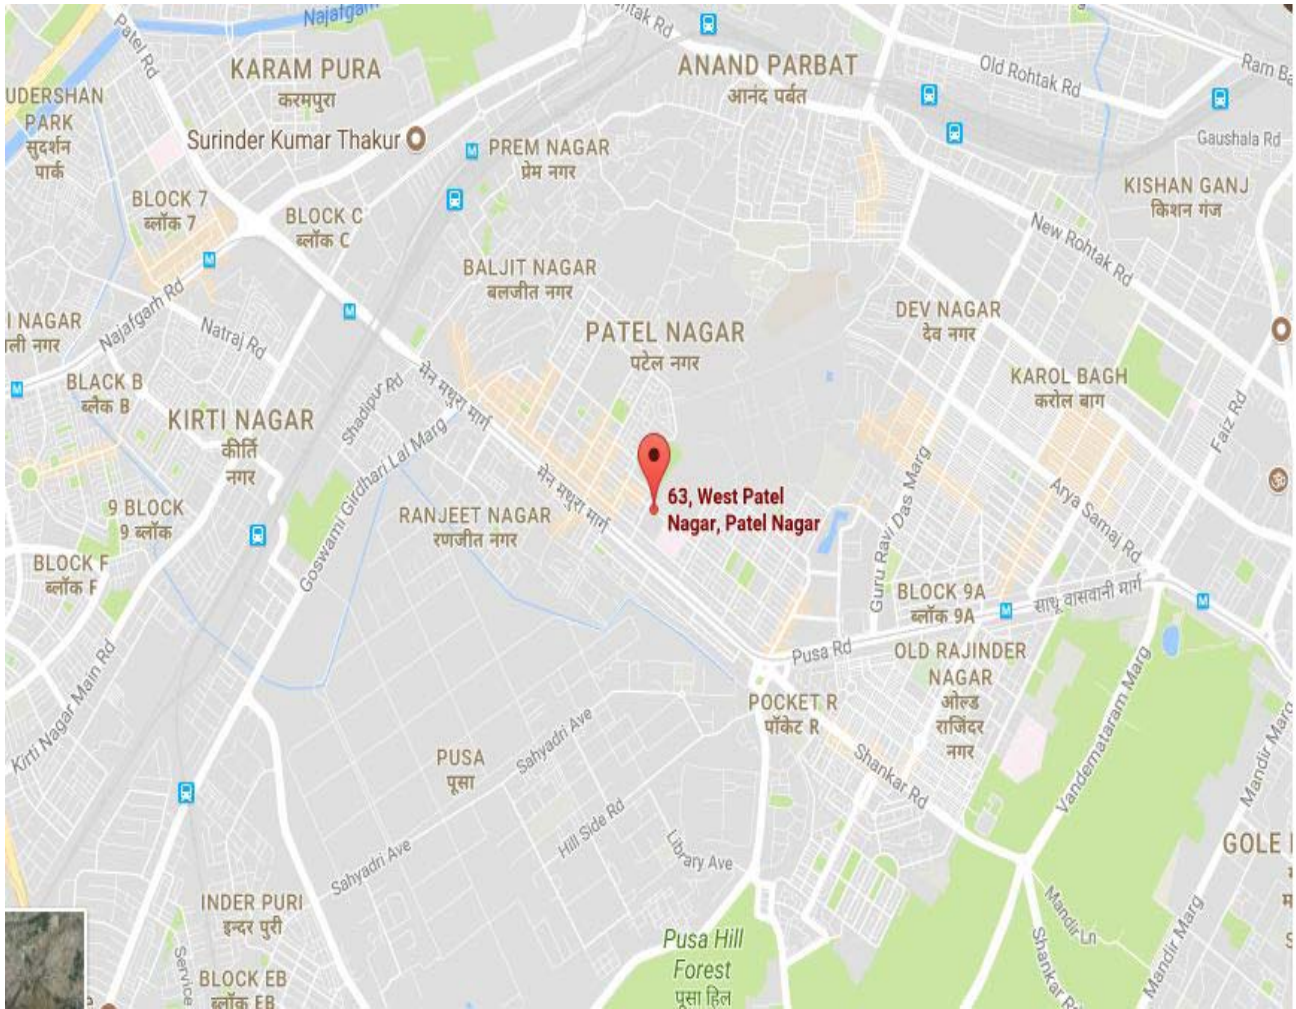 Najafgarh
Patel Rd
KARAM PURA
करमपुरा
ANAND PARBAT
आनंद पर्बत
Old Rohtak Rd
Ram Ba
UDERSHAN
PARK
सुदर्शन
पार्क
Surinder Kumar Thakur
PREM NAGAR
प्रेम नगर
Gaushala Rd
KISHAN GANJ
किशन गंज
BLOCK 7
ब्लॉक 7
BLOCK C
ब्लॉक C
New Rohtak Rd
BALJIT NAGAR
बलजीत नगर
Najafgarh Rd
Natraj Rd
I NAGAR
ली नगर
PATEL NAGAR
पटेल नगर
DEV NAGAR
देव नगर
BLACK B
ब्लैक B
KAROL BAGH
करोल बाग
KIRTI NAGAR
कीर्ति
नगर
Shadipur Rd
मेन मथुरा मार्ग
Faiz Rd
Goswami Girdhari Lal Marg
मेन मथुरा मार्ग
63, West Patel
Nagar, Patel Nagar
Guru Ravi Das Marg
Arya Samaj Rd
9 BLOCK
9 ब्लॉक
RANJEET NAGAR
रणजीत नगर
BLOCK F
ब्लॉक F
BLOCK 9A
ब्लॉक 9A
साधू वासवानी मार्ग
Pusa Rd
OLD RAJINDER
NAGAR
ओल्ड
राजिंदर
नगर
Kirti Nagar Main Rd
POCKET R
पॉकेट R
Vandemataram Marg
PUSA
पूसा
Sahyadri Ave
Shankar Rd
Mandir Marg
Hill Side Rd
Library Ave
Sahyadri Ave
GOLE
INDER PURI
इन्दर पुरी
Mandir Ln
Shankar Rd
Mandir Marg
Pusa Hill
Forest
पूसा हिल
Service
BLOCK EB
ब्लॉक EB